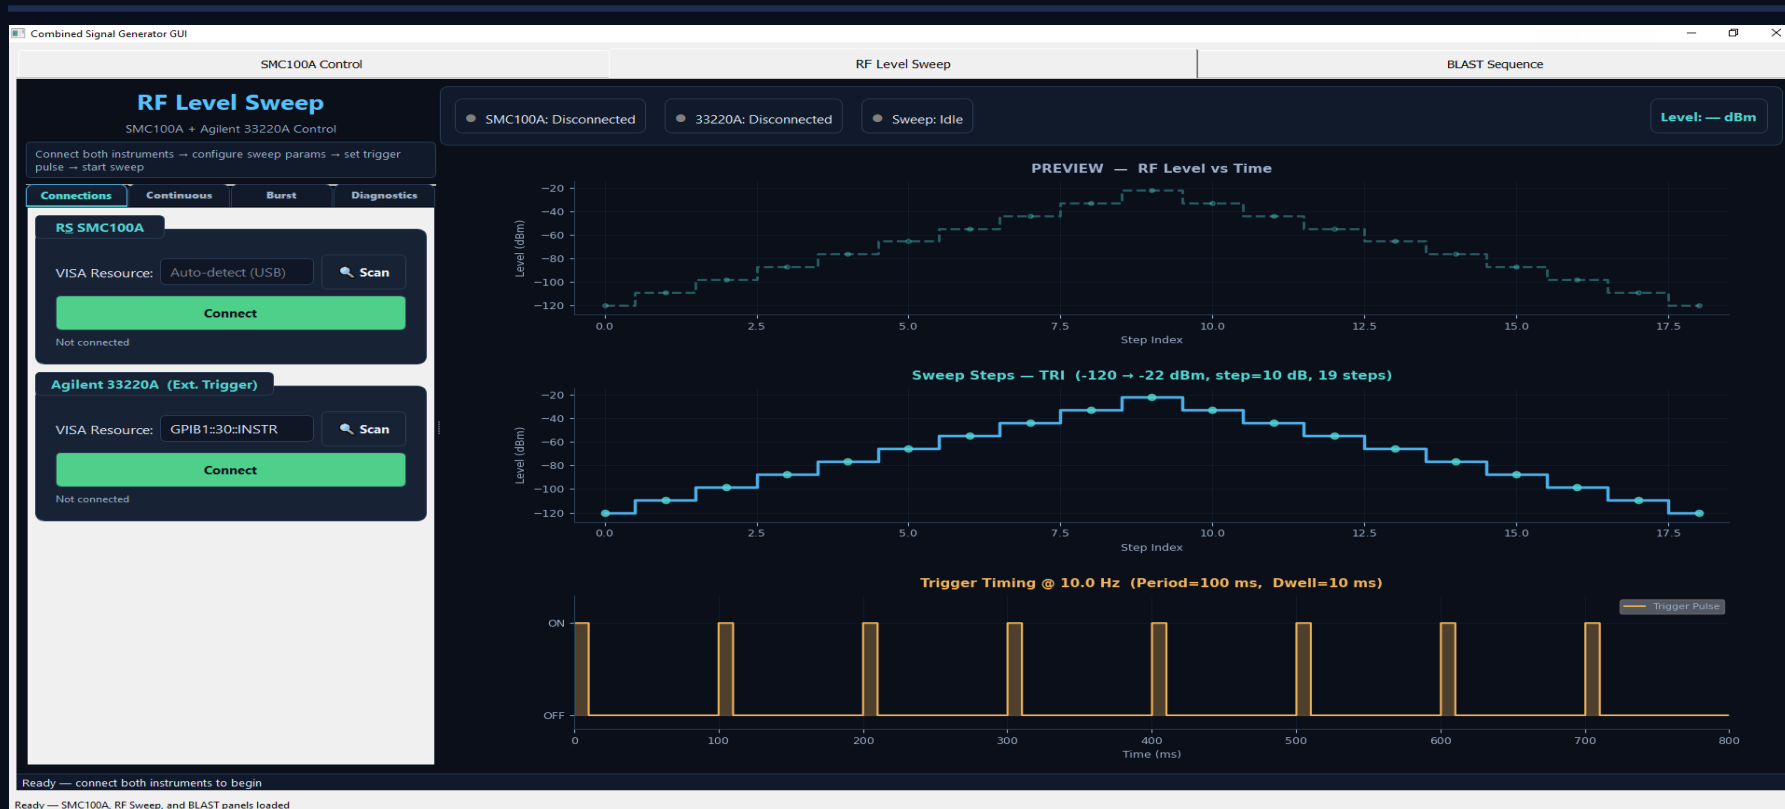 Combined Signal Generator GUI
SMC100A Control
RF Level Sweep
BLAST Sequence
RF Level Sweep
SMC100A + Agilent 33220A Control
Connect both instruments → configure sweep params → set trigger
pulse → start sweep
Connections
Continuous
Burst
Diagnostics
RS SMC100A
VISA Resource:
Auto-detect (USB)
Scan
Connect
Not connected
Agilent 33220A (Ext. Trigger)
VISA Resource:
GPIB1::30::INSTR
Scan
Connect
Not connected
SMC100A: Disconnected
33220A: Disconnected
Sweep: Idle
Level: — dBm
PREVIEW — RF Level vs Time
Level (dBm)
−20
−40
−60
−80
−100
−120
0.0 2.5 5.0 7.5 10.0 12.5 15.0 17.5
Step Index
Sweep Steps — TRI (-120 → -22 dBm, step=10 dB, 19 steps)
Level (dBm)
−20
−40
−60
−80
−100
−120
0.0 2.5 5.0 7.5 10.0 12.5 15.0 17.5
Step Index
Trigger Timing @ 10.0 Hz (Period=100 ms, Dwell=10 ms)
Trigger Pulse
ON
OFF
0 100 200 300 400 500 600 700 800
Time (ms)
Ready — connect both instruments to begin
Ready — SMC100A, RF Sweep, and BLAST panels loaded